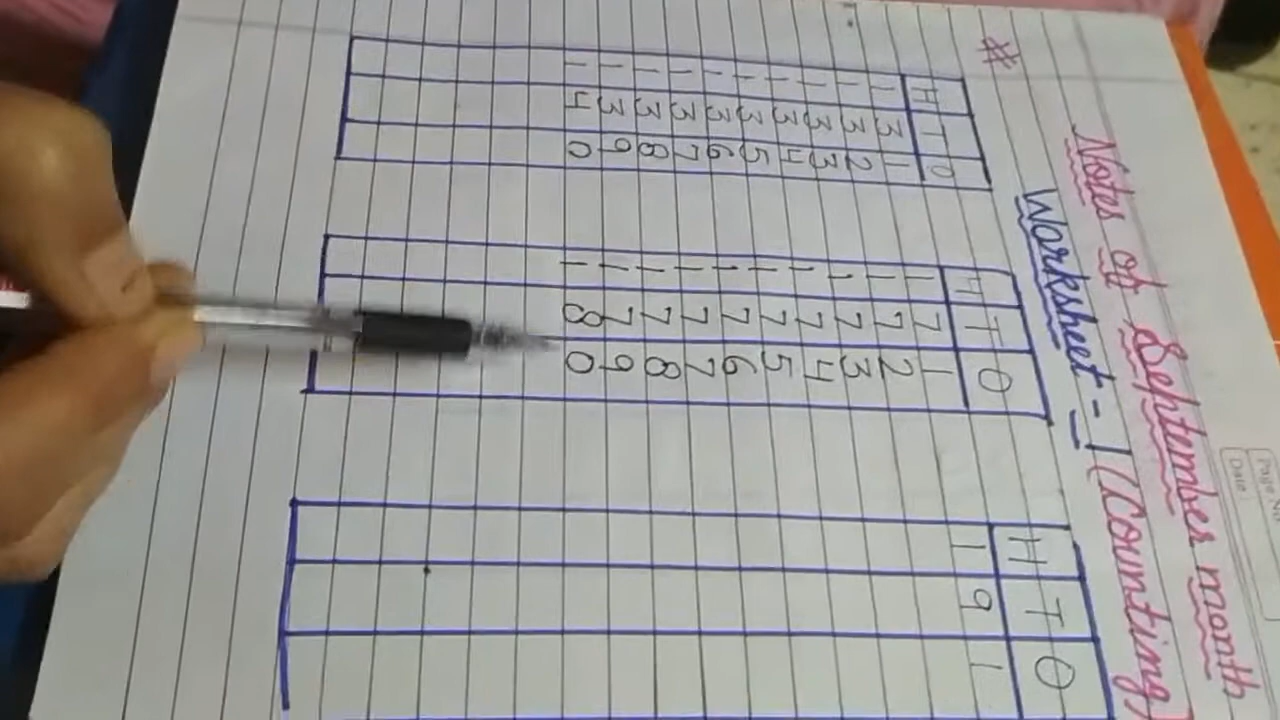 Page No
Date
Notes of September month
Worksheet - 1 (Counting)
#
H T O H T O H T O
1 3 1 1 7 1 1 9 1
1 3 2 1 7 2
1 3 3 1 7 3
1 3 4 1 7 4
1 3 5 1 7 5
1 3 6 1 7 6
1 3 7 1 7 7
1 3 8 1 7 8
1 3 9 1 7 9
1 4 0 1 8 0